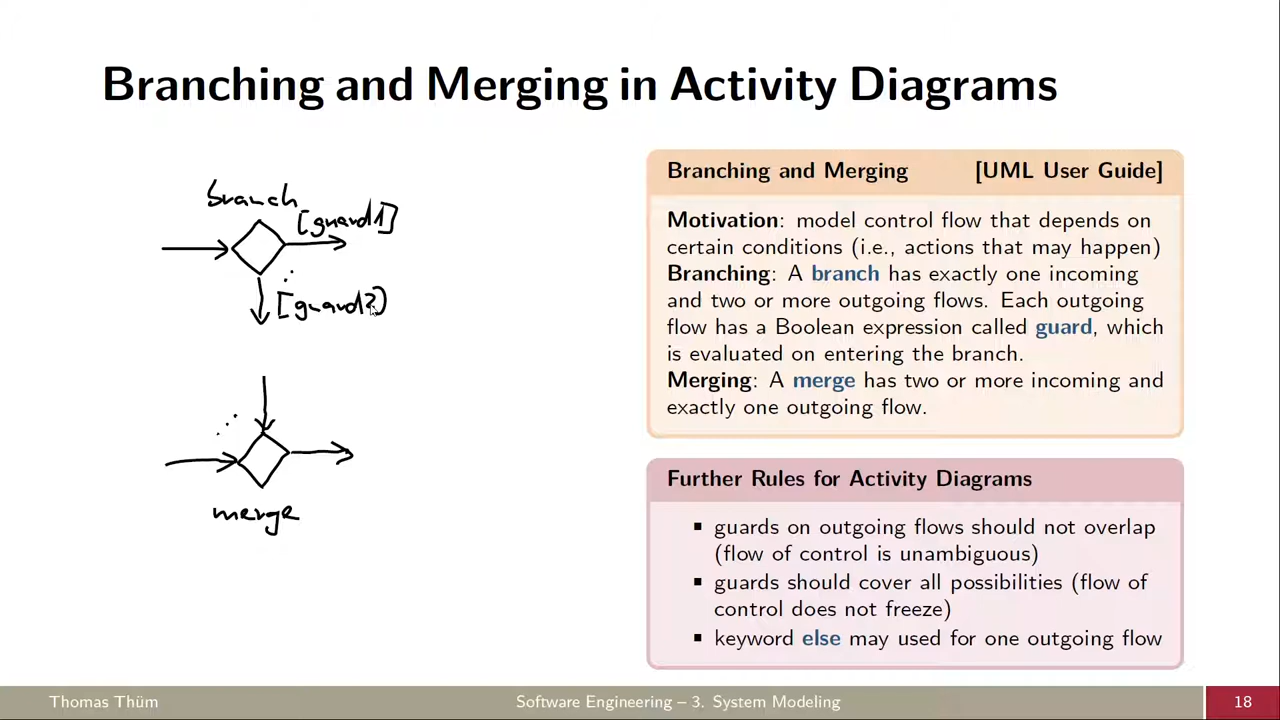 Branching and Merging in Activity Diagrams
branch
[guard1]
[guard2]
merge
Branching and Merging [UML User Guide]
Motivation: model control flow that depends on
certain conditions (i.e., actions that may happen)
Branching: A branch has exactly one incoming
and two or more outgoing flows. Each outgoing
flow has a Boolean expression called guard, which
is evaluated on entering the branch.
Merging: A merge has two or more incoming and
exactly one outgoing flow.
Further Rules for Activity Diagrams
guards on outgoing flows should not overlap
(flow of control is unambiguous)
guards should cover all possibilities (flow of
control does not freeze)
keyword else may used for one outgoing flow
Thomas Thüm
Software Engineering – 3. System Modeling
18